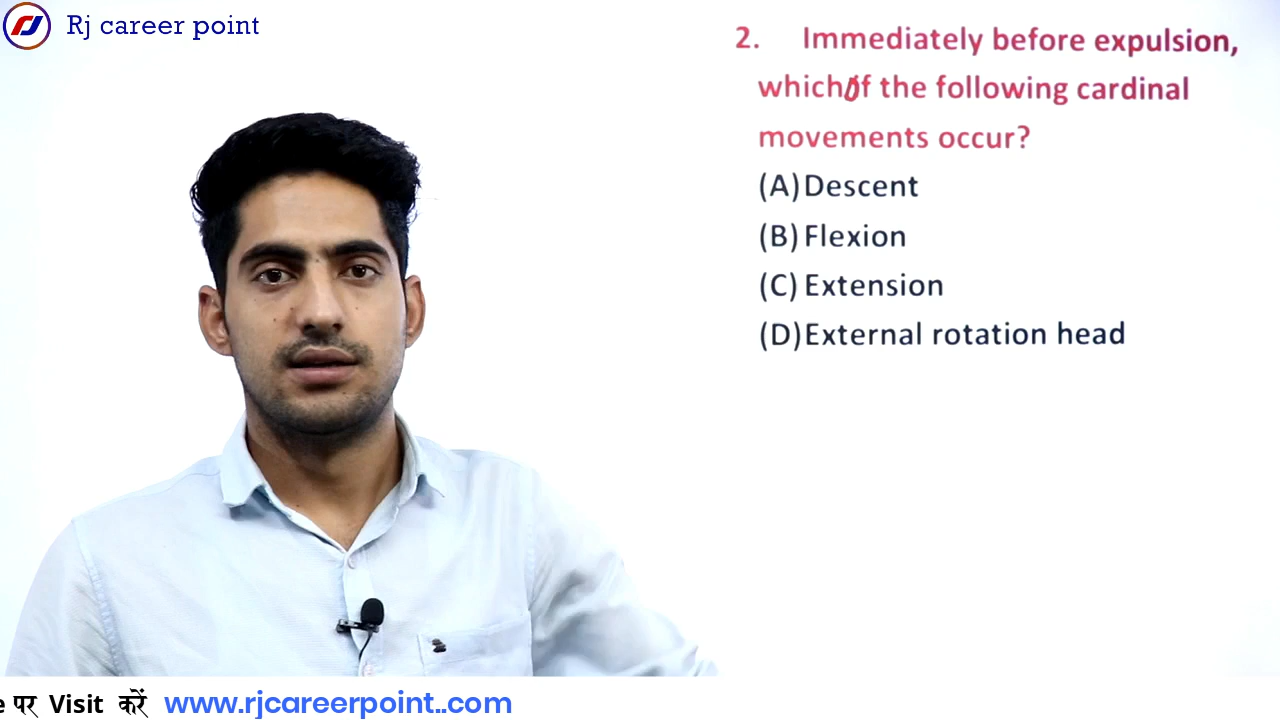 Rj career point
2. Immediately before expulsion,
which of the following cardinal
movements occur?
(A) Descent
(B) Flexion
(C) Extension
(D) External rotation head
e पर Visit करें www.rjcareerpoint..com